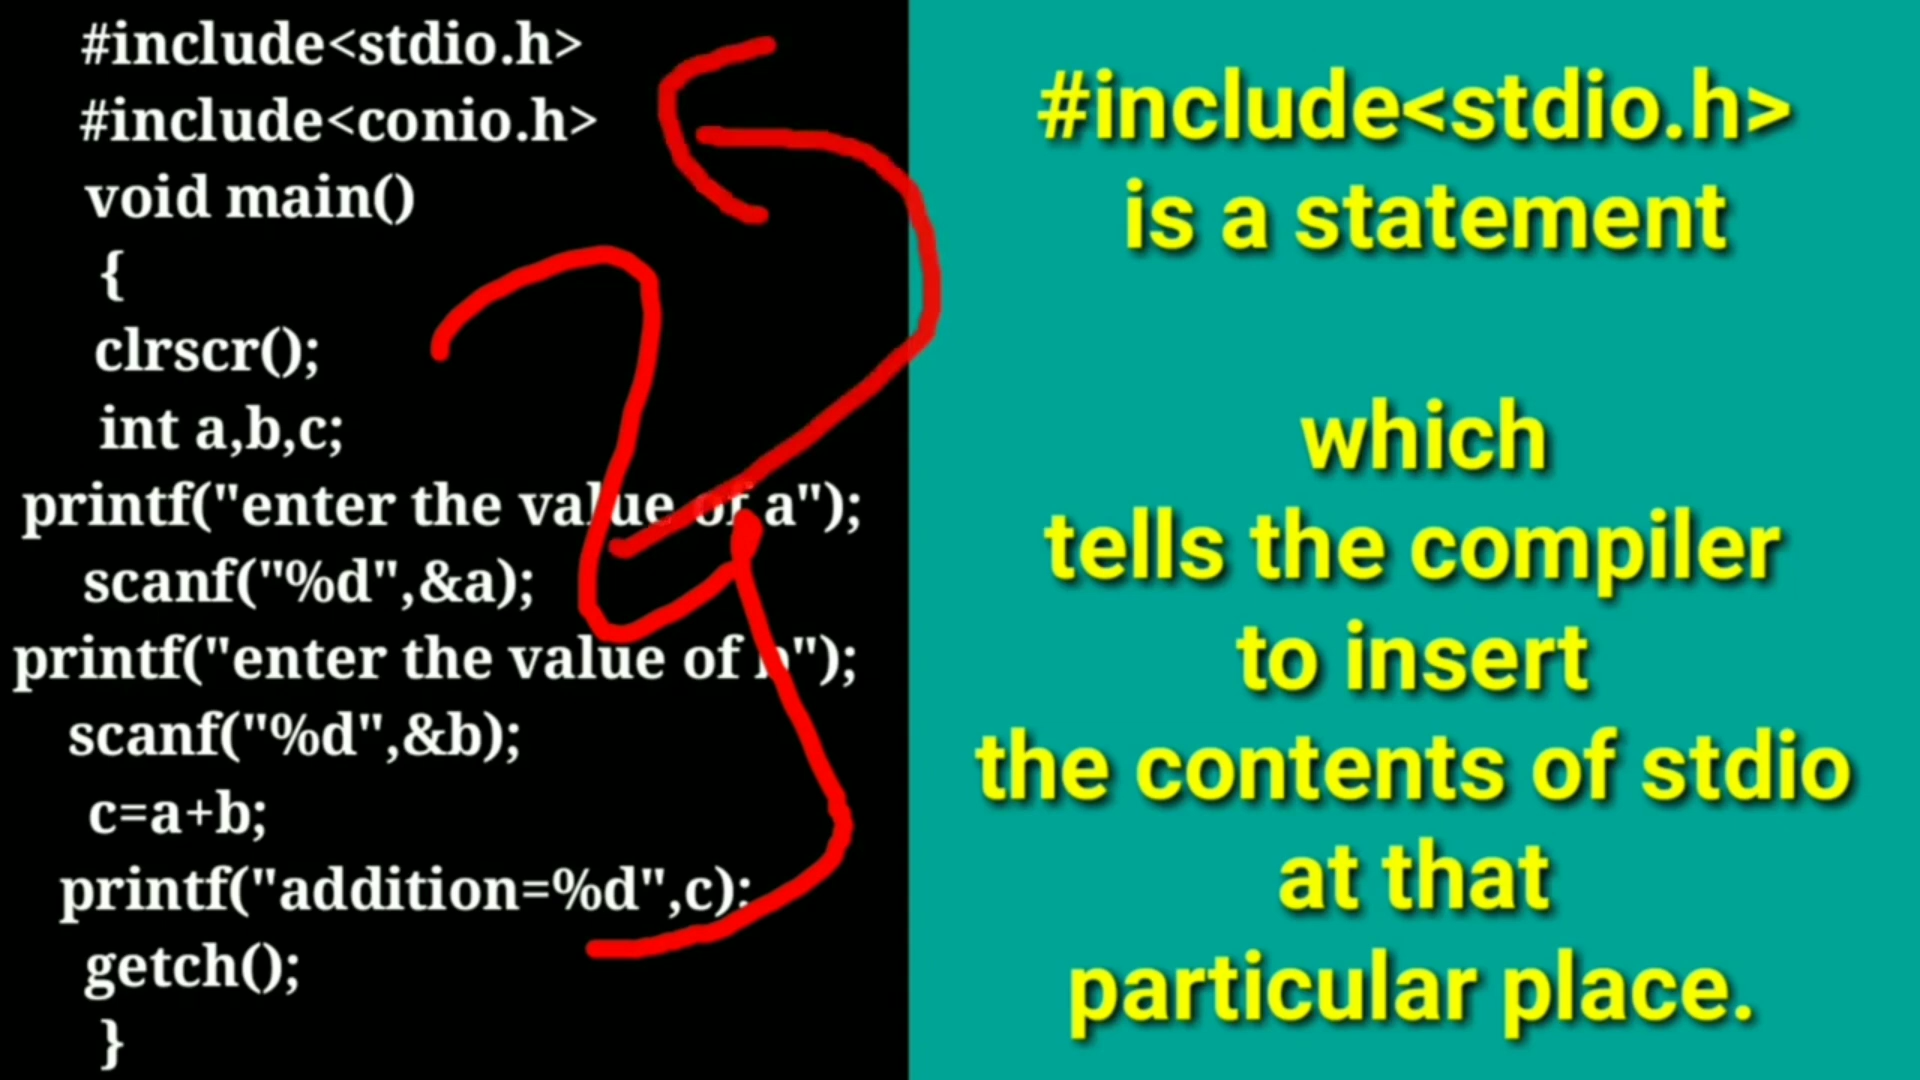 #include<stdio.h>
#include<conio.h>
void main()
{
clrscr();
int a,b,c;
printf("enter the value of a");
scanf("%d",&a);
printf("enter the value of b");
scanf("%d",&b);
c=a+b;
printf("addition=%d",c);
getch();
}
#include<stdio.h>
is a statement
which
tells the compiler
to insert
the contents of stdio
at that
particular place.